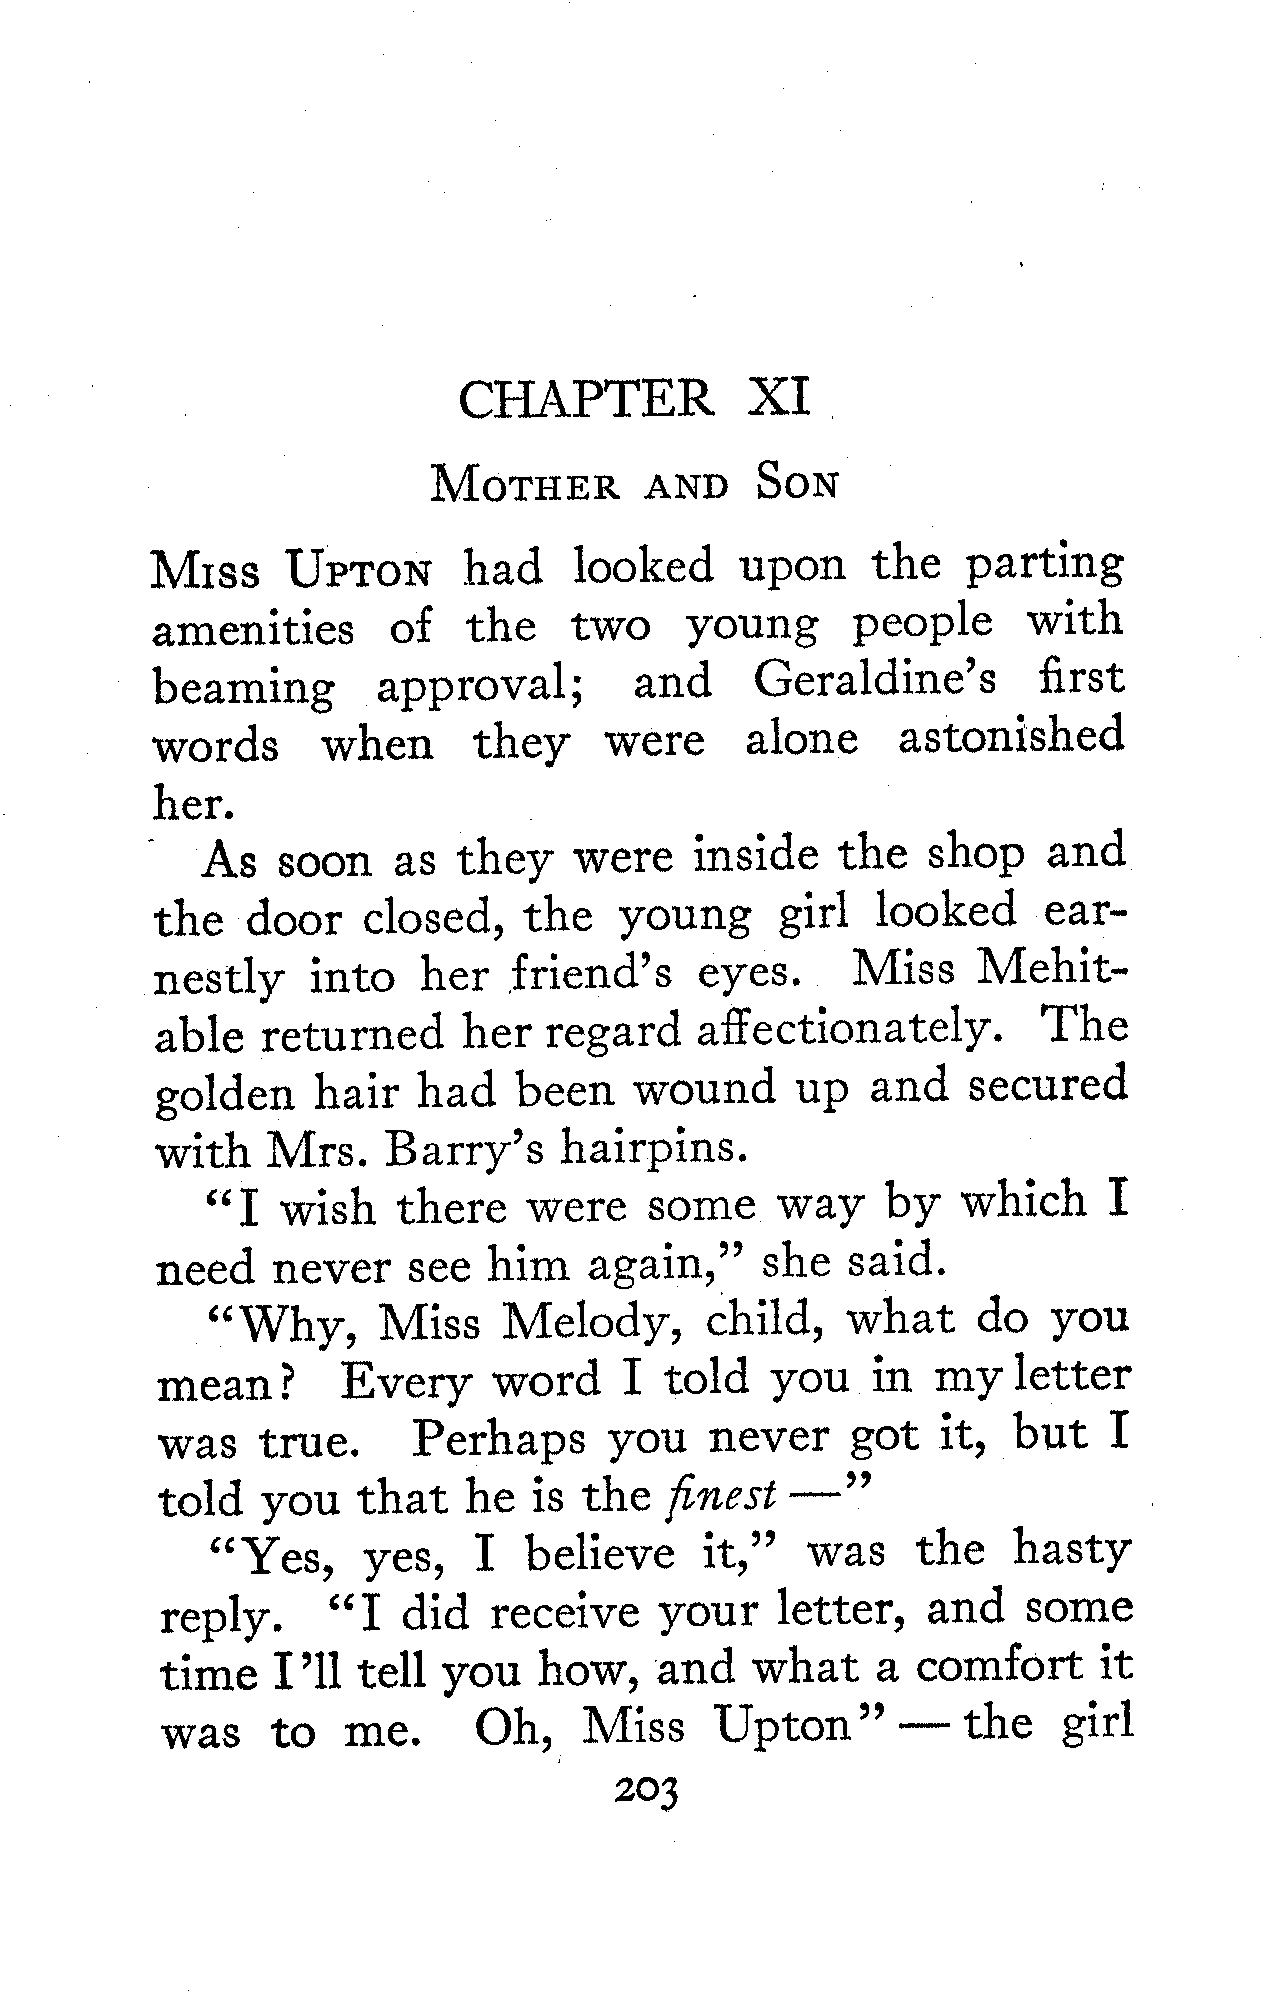 CHAPTER XI
MOTHER AND SON
MISS UPTON had looked upon the parting
amenities of the two young people with
beaming approval; and Geraldine's first
words when they were alone astonished
her.
As soon as they were inside the shop and
the door closed, the young girl looked ear-
nestly into her friend's eyes. Miss Mehit-
able returned her regard affectionately. The
golden hair had been wound up and secured
with Mrs. Barry's hairpins.
"I wish there were some way by which I
need never see him again," she said.
"Why, Miss Melody, child, what do you
mean? Every word I told you in my letter
was true. Perhaps you never got it, but I
told you that he is the finest —"
"Yes, yes, I believe it," was the hasty
reply. "I did receive your letter, and some
time I'll tell you how, and what a comfort it
was to me. Oh, Miss Upton" — the girl
203